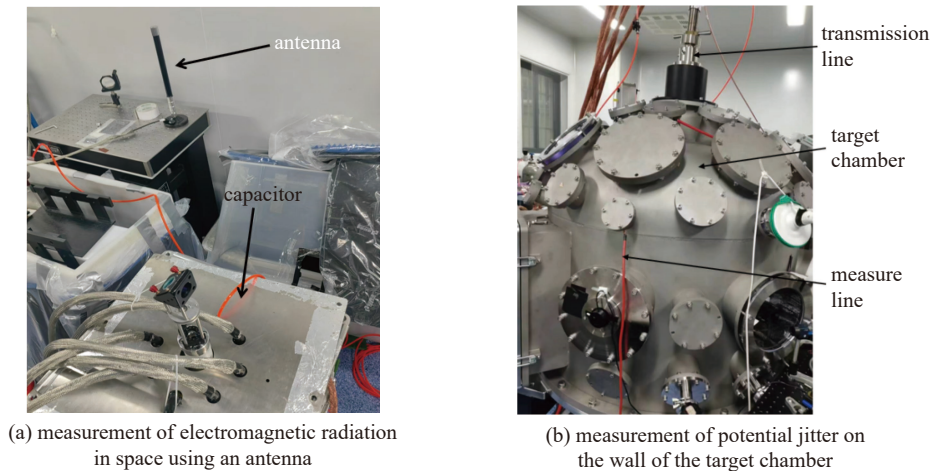 antenna
capacitor
(a) measurement of electromagnetic radiation
in space using an antenna
transmission
line
target
chamber
measure
line
(b) measurement of potential jitter on
the wall of the target chamber